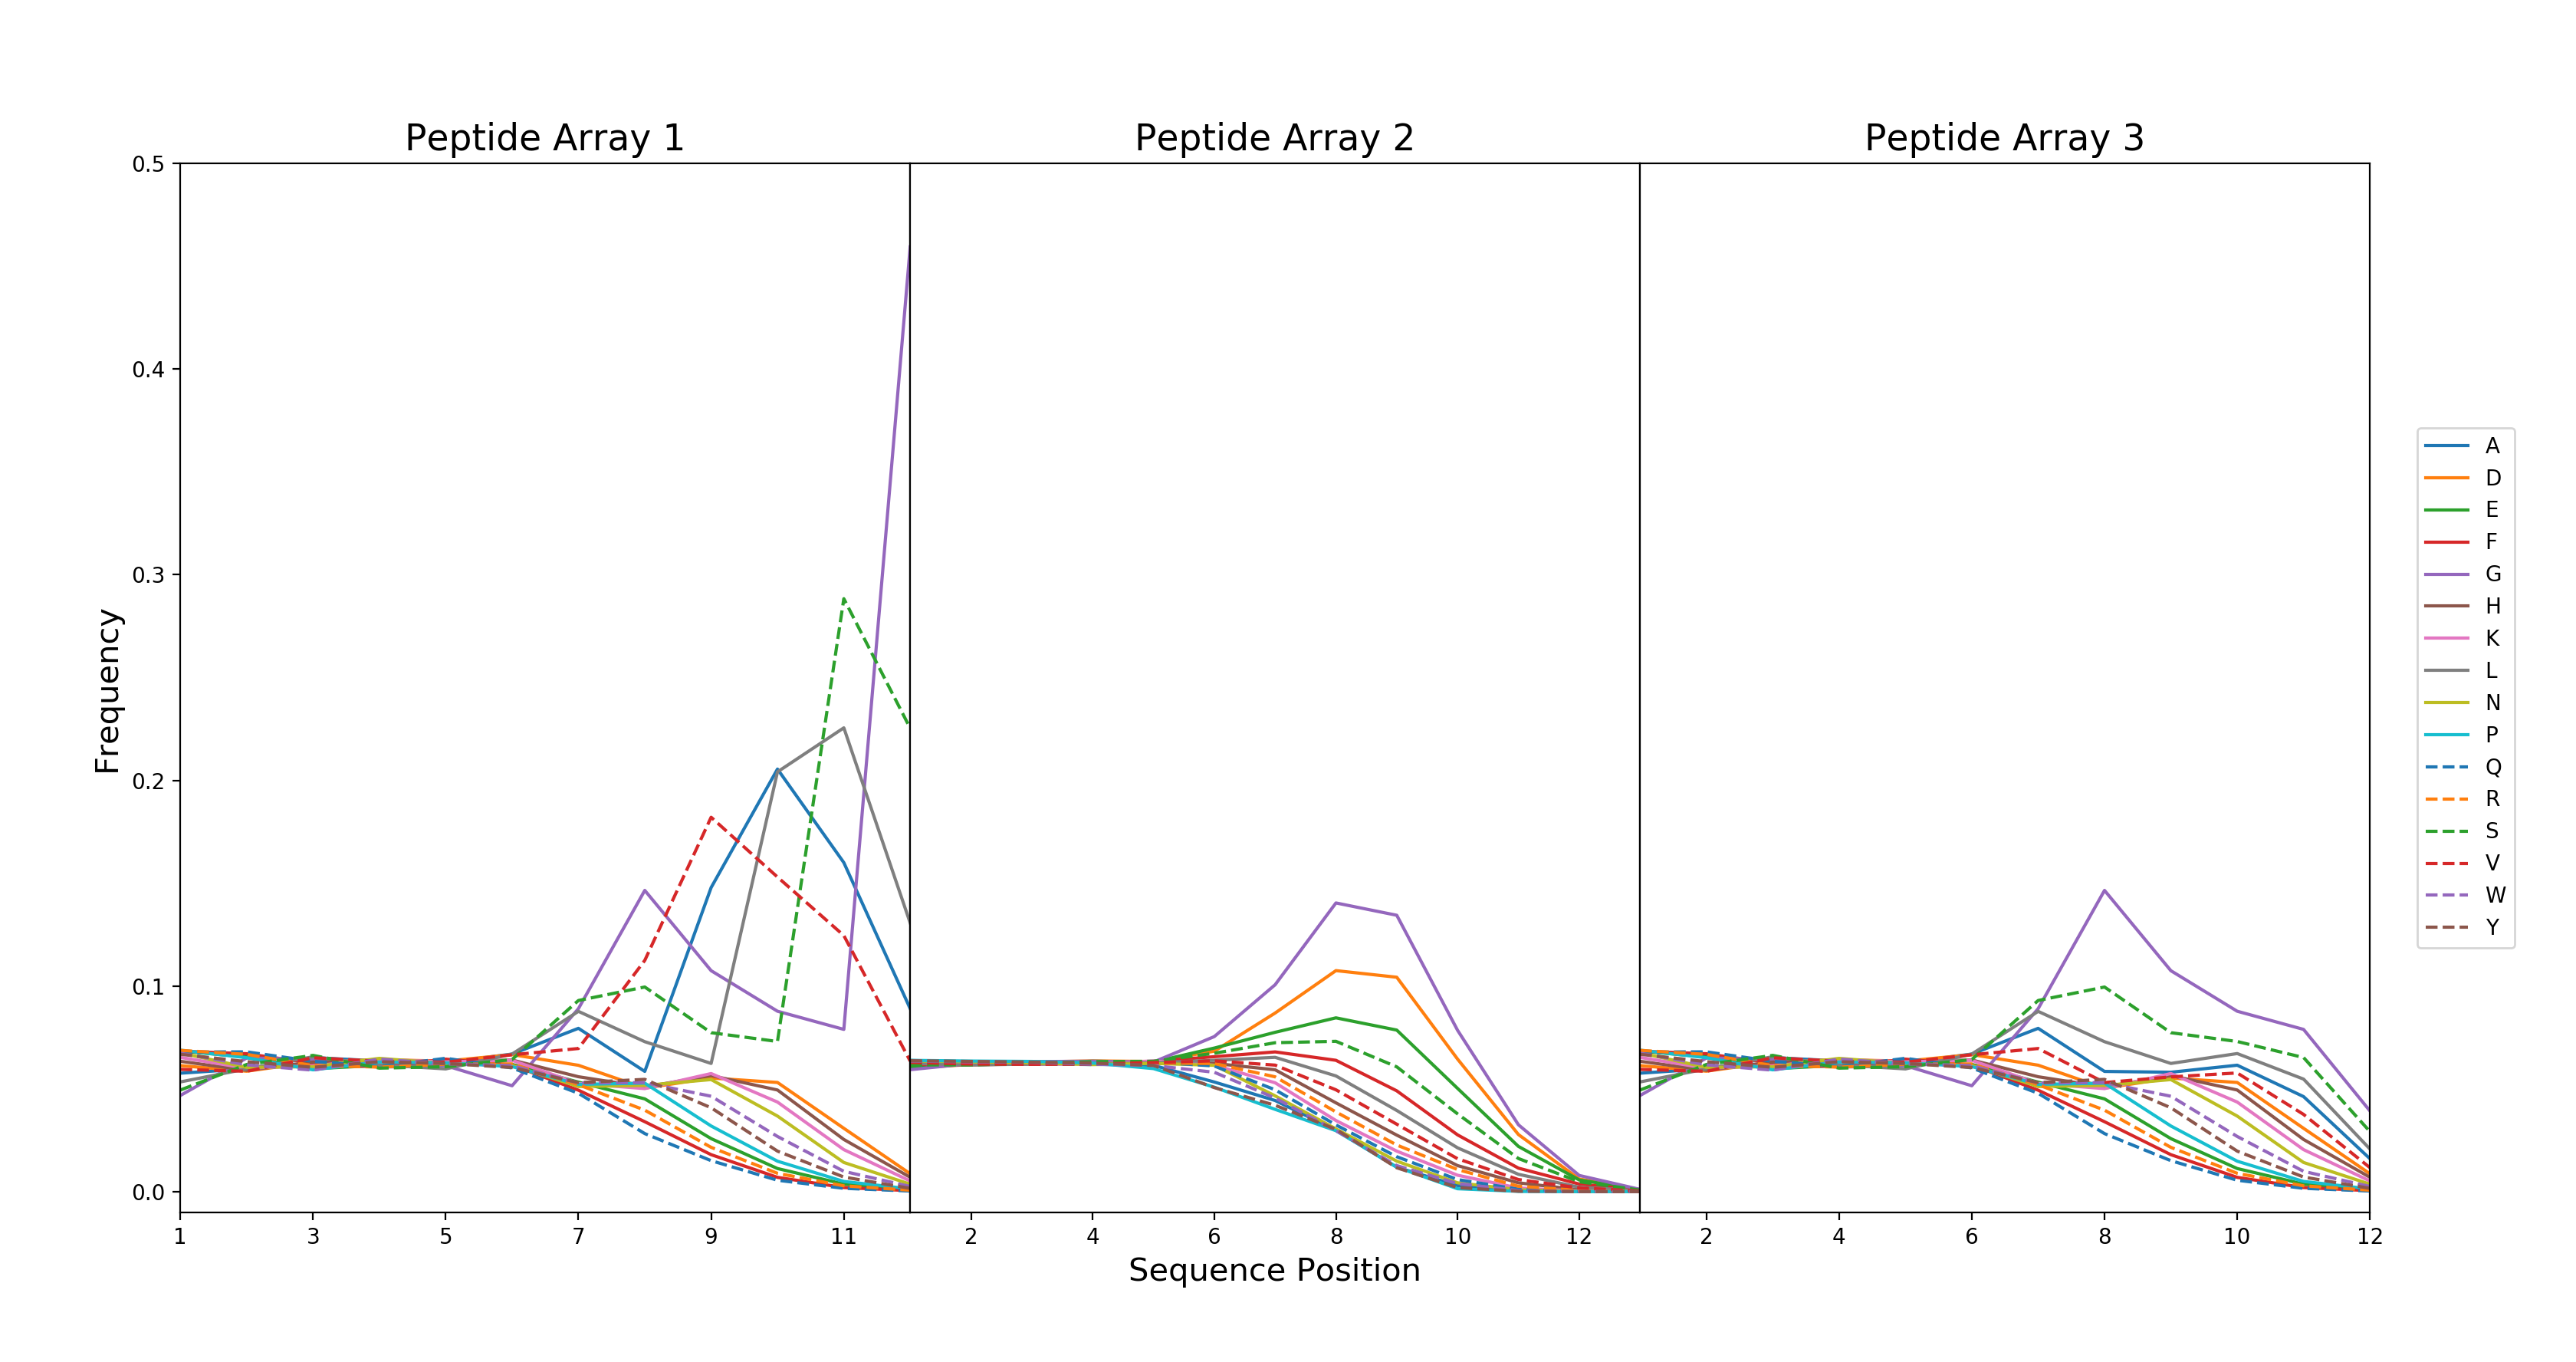 Peptide Array 1
Peptide Array 2
Peptide Array 3
0.5
0.4
0.3
0.2
0.1
0.0
Frequency
1 3 5 7 9 11
2 4 6 8 10 12
2 4 6 8 10 12
Sequence Position
A
D
E
F
G
H
K
L
N
P
Q
R
S
V
W
Y